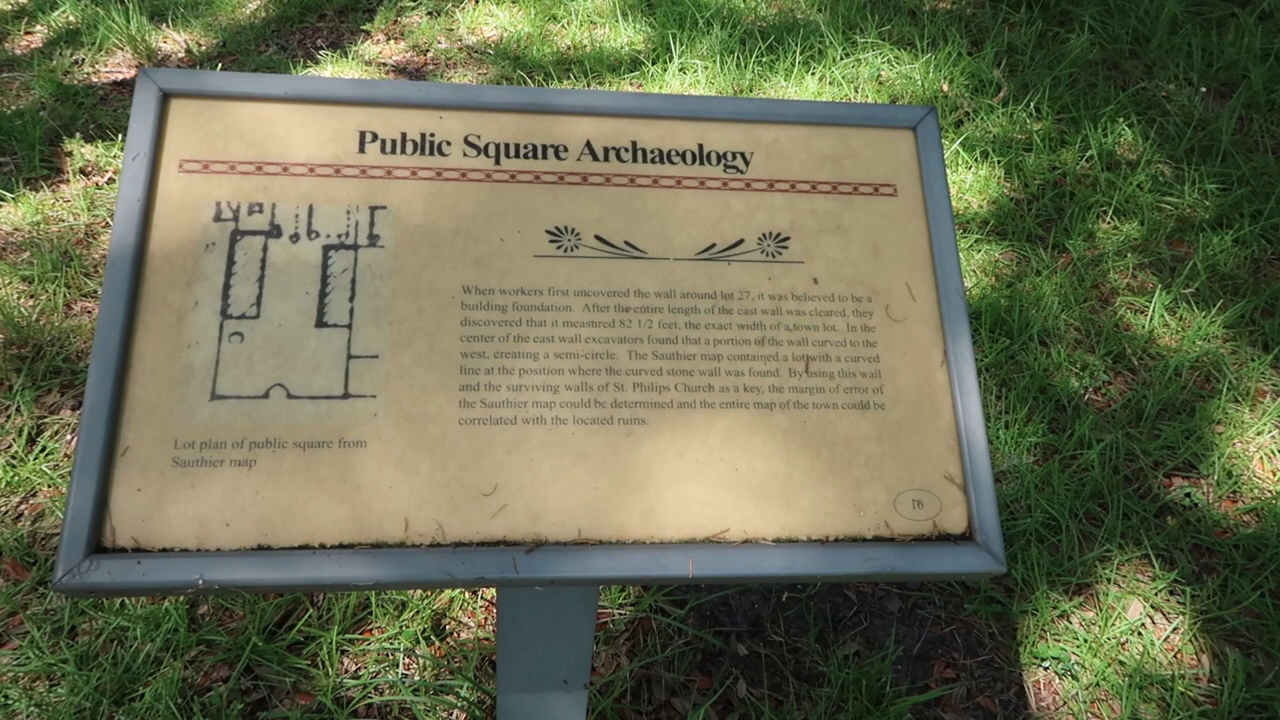 Public Square Archaeology
When workers first uncovered the wall around lot 27, it was believed to be a
building foundation. After the entire length of the east wall was cleared, they
discovered that it measured 82 1/2 feet, the exact width of a town lot. In the
center of the east wall excavators found that a portion of the wall curved to the
west, creating a semi-circle. The Sauthier map contained a lot with a curved
line at the position where the curved stone wall was found. By using this wall
and the surviving walls of St. Philips Church as a key, the margin of error of
the Sauthier map could be determined and the entire map of the town could be
correlated with the located ruins.
Lot plan of public square from
Sauthier map
16